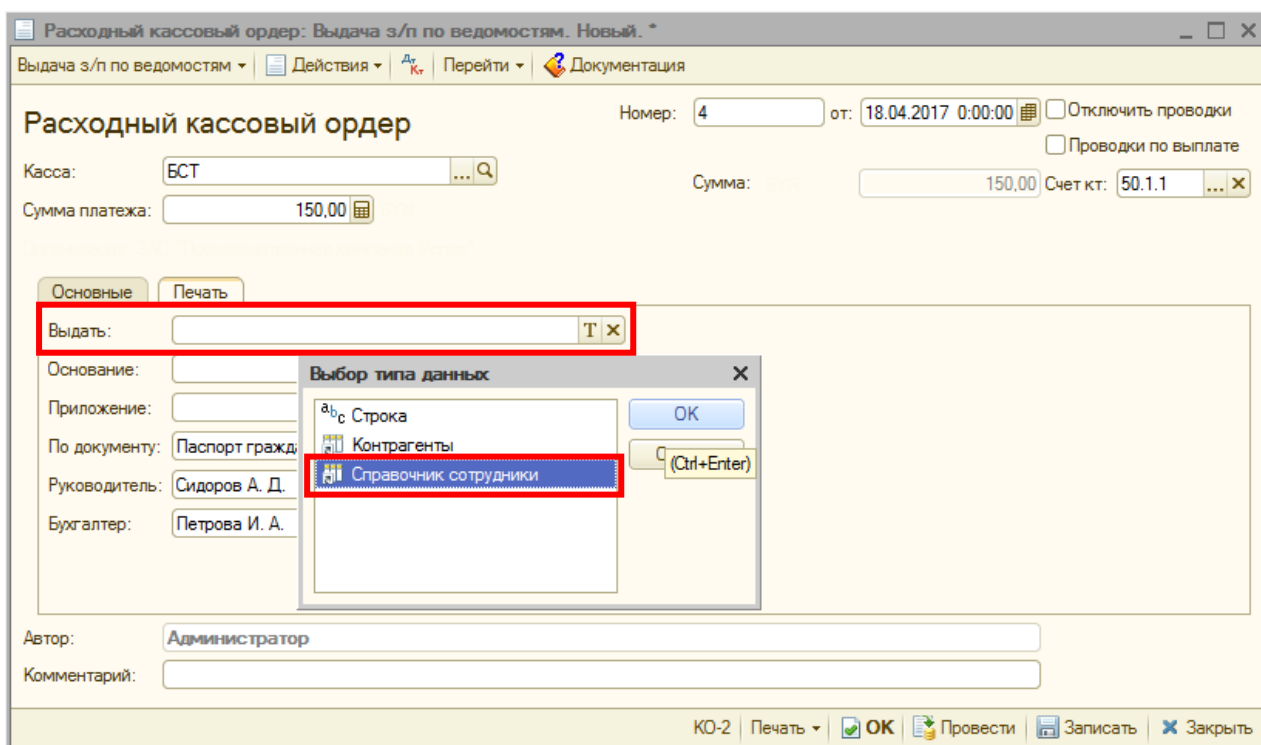 Расходный кассовый ордер: Выдача з/п по ведомостям. Новый. *
Выдача з/п по ведомостям Действия Дт Кт Перейти Документация
Расходный кассовый ордер
Номер: 4 от: 18.04.2017 0:00:00 Отключить проводки
Проводки по выплате
Касса: БСТ ...
Сумма: 150,00 Счет кт: 50.1.1 ...
Сумма платежа: 150,00
Основные Печать
Выдать: T
Основание:
Выбор типа данных
Приложение:
abc Строка
OK
По документу: Паспорт гражд
Контрагенты
(Ctrl+Enter)
Руководитель: Сидоров А. Д.
Справочник сотрудники
Бухгалтер: Петрова И. А.
Автор: Администратор
Комментарий:
КО-2 Печать OK Провести Записать Закрыть